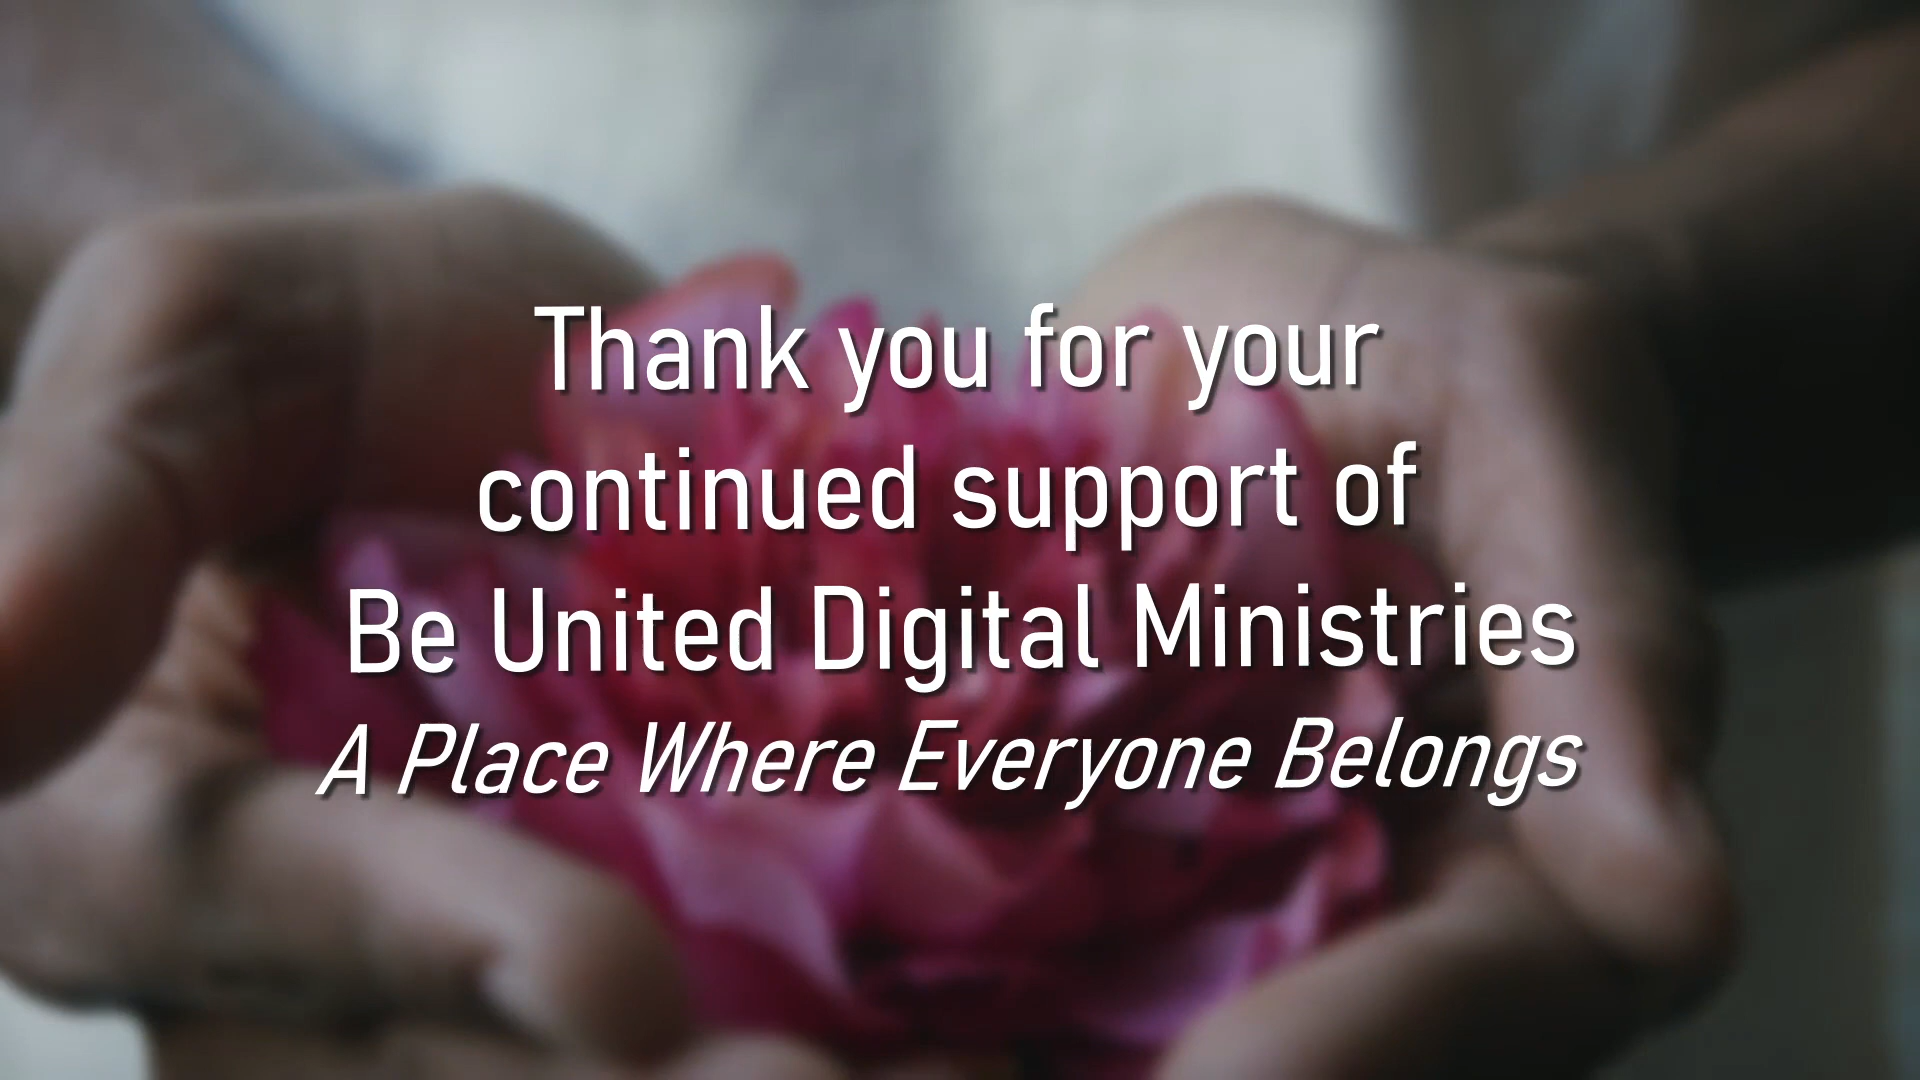 Thank you for your
continued support of
Be United Digital Ministries
A Place Where Everyone Belongs